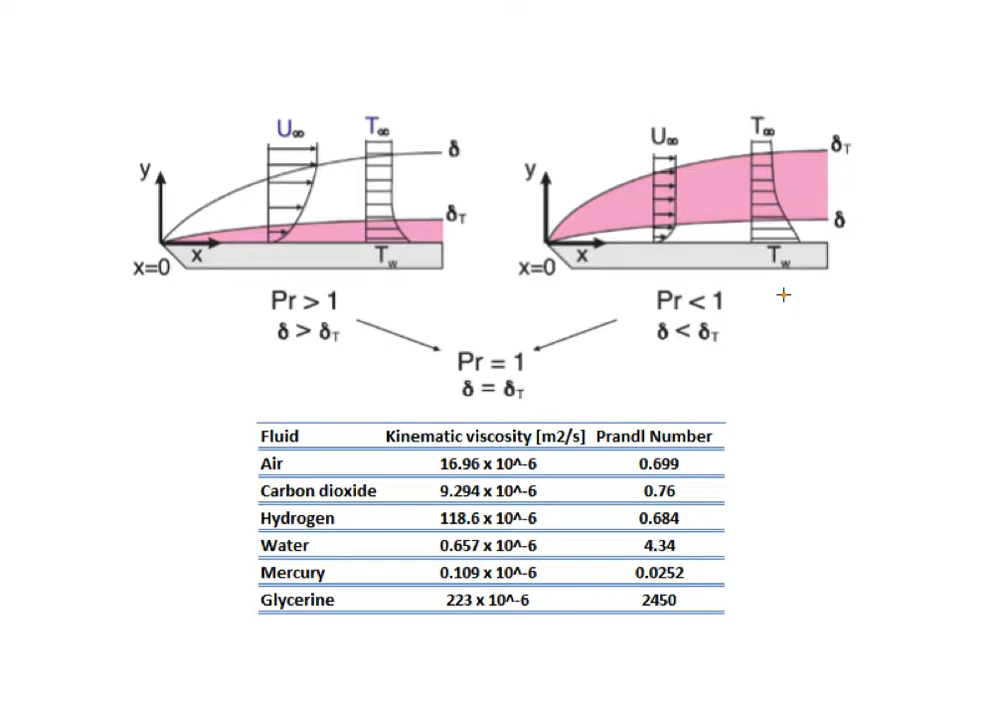 U∞ T∞ δ
y
δT
x
Tw
x=0
U∞ T∞ δT
y
δ
x
Tw
x=0
Pr > 1
δ > δT
Pr < 1
δ < δT
Pr = 1
δ = δT
Fluid Kinematic viscosity [m2/s] Prandl Number
Air 16.96 x 10^-6 0.699
Carbon dioxide 9.294 x 10^-6 0.76
Hydrogen 118.6 x 10^-6 0.684
Water 0.657 x 10^-6 4.34
Mercury 0.109 x 10^-6 0.0252
Glycerine 223 x 10^-6 2450